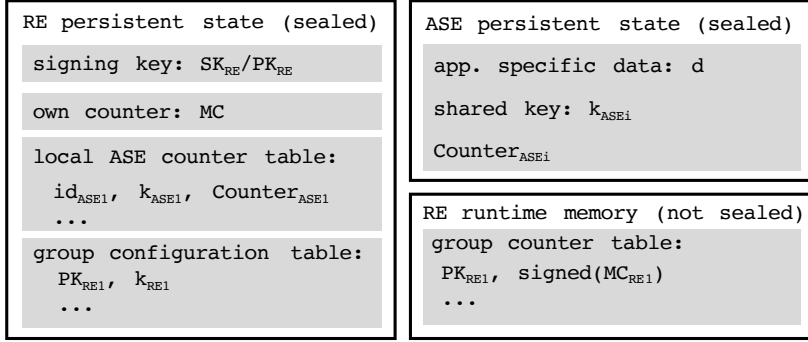 RE persistent state (sealed)
signing key: SK_RE/PK_RE
own counter: MC
local ASE counter table:
id_ASE1, k_ASE1, Counter_ASE1
...
group configuration table:
PK_RE1, k_RE1
...
ASE persistent state (sealed)
app. specific data: d
shared key: k_ASEi
Counter_ASEi
RE runtime memory (not sealed)
group counter table:
PK_RE1, signed(MC_RE1)
...